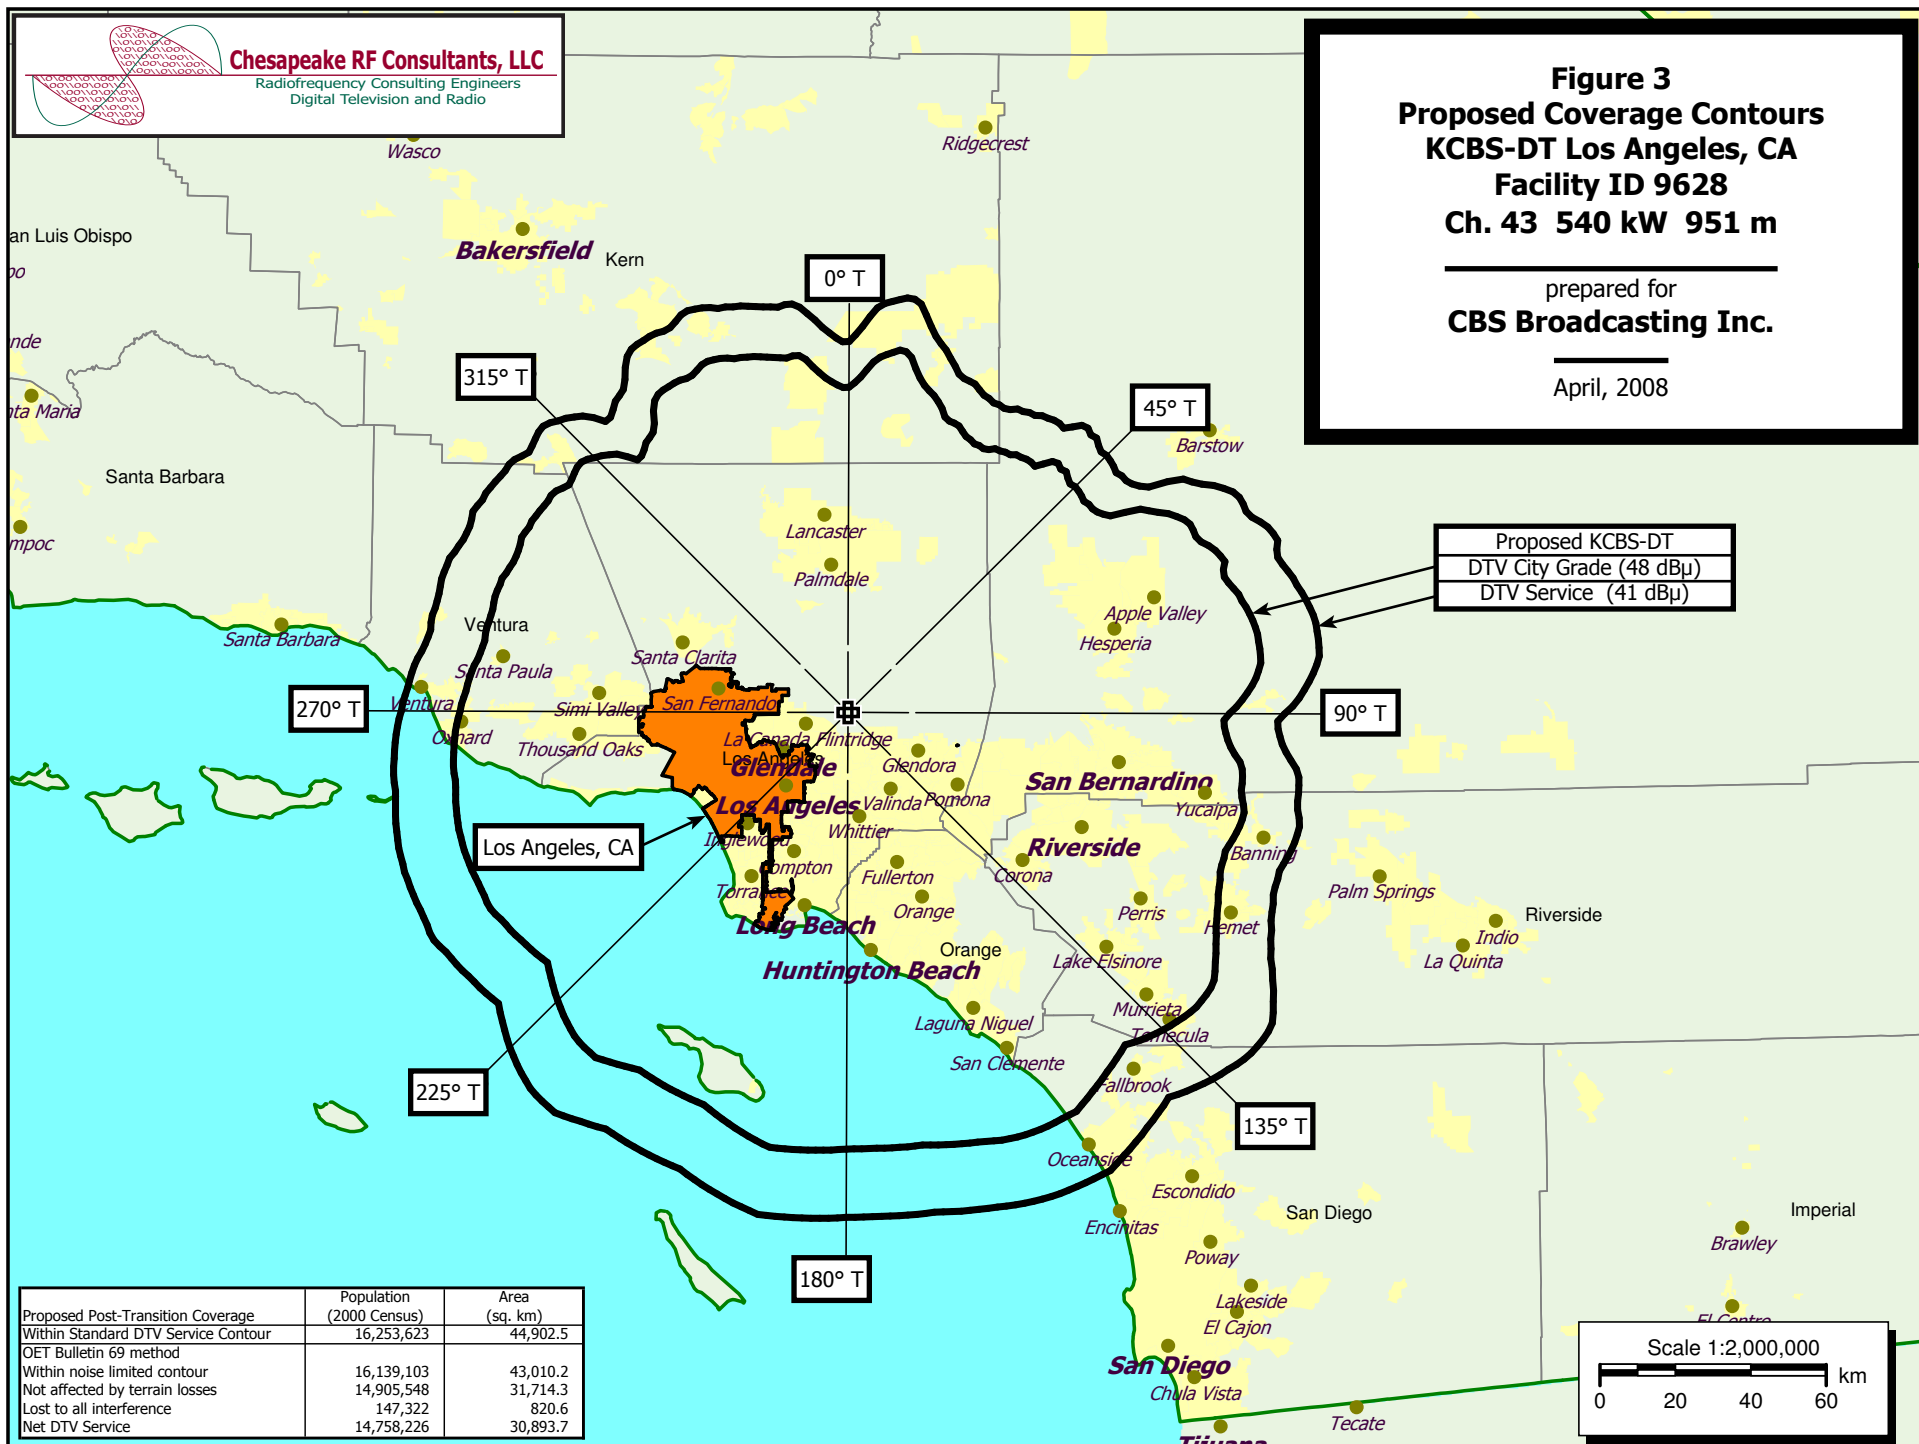 Chesapeake RF Consultants, LLC
Radiofrequency Consulting Engineers
Digital Television and Radio
Figure 3
Proposed Coverage Contours
KCBS-DT Los Angeles, CA
Facility ID 9628
Ch. 43 540 kW 951 m
prepared for
CBS Broadcasting Inc.
April, 2008
Wasco
Ridgecrest
an Luis Obispo
Bakersfield
Kern
0° T
315° T
45° T
nta Maria
Barstow
Santa Barbara
Lancaster
mpoc
Palmdale
Proposed KCBS-DT
DTV City Grade (48 dBµ)
DTV Service (41 dBµ)
Apple Valley
Hesperia
Santa Barbara
Ventura
Santa Paula
Santa Clarita
270° T
Ventura
Simi Valley
San Fernando
90° T
Oxnard
Thousand Oaks
La Canada Flintridge
Los Angeles
Glendale
Glendora
San Bernardino
Los Angeles
Valinda
Pomona
Yucaipa
Whittier
Los Angeles, CA
Inglewood
Riverside
Banning
Compton
Fullerton
Corona
Torrance
Palm Springs
Orange
Perris
Riverside
Long Beach
Hemet
Indio
Orange
Lake Elsinore
La Quinta
Huntington Beach
Murrieta
Laguna Niguel
Temecula
San Clemente
225° T
Fallbrook
135° T
Oceanside
Escondido
San Diego
Imperial
Encinitas
Brawley
Poway
180° T
Lakeside
El Cajon
El Centro
San Diego
Chula Vista
Tecate
Tijuana
Proposed Post-Transition Coverage Population (2000 Census) Area (sq. km)
Within Standard DTV Service Contour 16,253,623 44,902.5
OET Bulletin 69 method
Within noise limited contour 16,139,103 43,010.2
Not affected by terrain losses 14,905,548 31,714.3
Lost to all interference 147,322 820.6
Net DTV Service 14,758,226 30,893.7
Scale 1:2,000,000
km
0 20 40 60